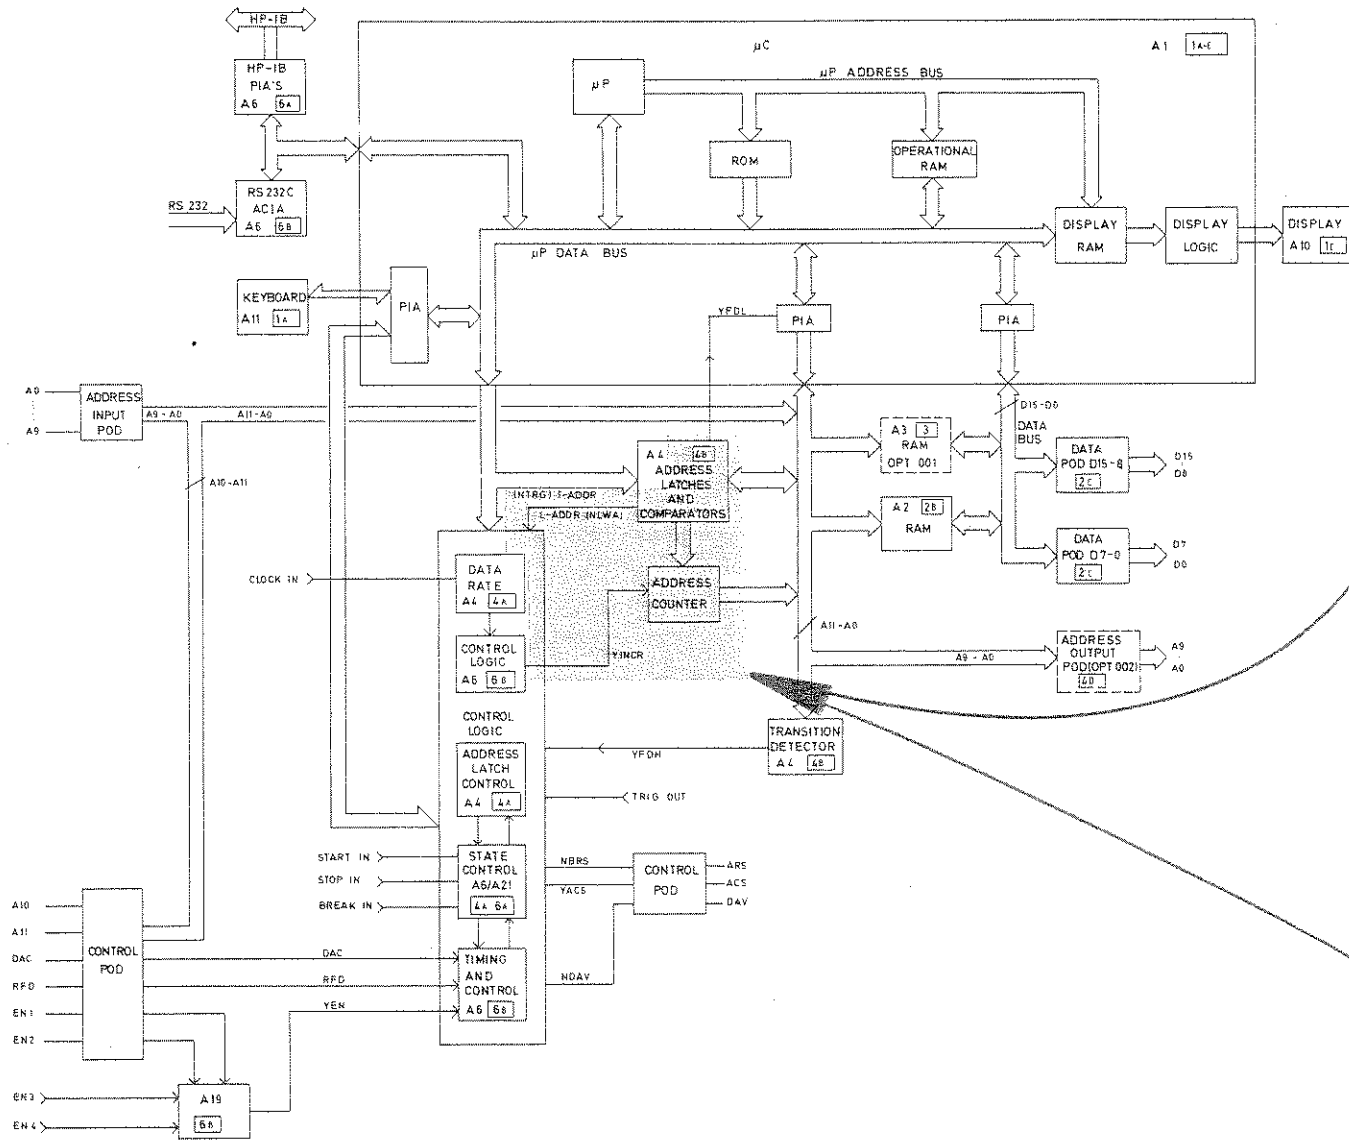 HP-IB
HP-IB
PIA'S
A6 6A
RS 232C
ACIA
A6 6B
RS 232
KEYBOARD
A11 1A
PIA
µC
A1 1A-E
µP
µP ADDRESS BUS
ROM
OPERATIONAL
RAM
µP DATA BUS
DISPLAY
RAM
DISPLAY
LOGIC
DISPLAY
A10 1E
YFDL
PIA
PIA
A0
A9
ADDRESS
INPUT
POD
A9-A0
A11-A0
A10-A11
D15-D0
DATA
BUS
A3 3
RAM
OPT 001
DATA
POD D15-8
2C
D15
D8
A4 4B
ADDRESS
LATCHES
AND
COMPARATORS
(NTRG) S-ADDR
L-ADDR (NLWA)
A2 2B
RAM
DATA
POD D7-0
2C
D7
D0
CLOCK IN
DATA
RATE
A4 4A
ADDRESS
COUNTER
A11-A0
CONTROL
LOGIC
A6 6B
YINCR
A9-A0
ADDRESS
OUTPUT
POD(OPT 002)
4D
A9
A0
CONTROL
LOGIC
ADDRESS
LATCH
CONTROL
A4 4A
YFDH
TRANSITION
DETECTOR
A4 4B
TRIG OUT
START IN
STOP IN
BREAK IN
STATE
CONTROL
A6/A21
4A 6A
NBRS
YACS
CONTROL
POD
ARS
ACS
DAV
A10
A11
DAC
RFD
EN1
EN2
CONTROL
POD
DAC
RFD
YEN
TIMING
AND
CONTROL
A6 6B
NDAV
EN3
EN4
A19
6B